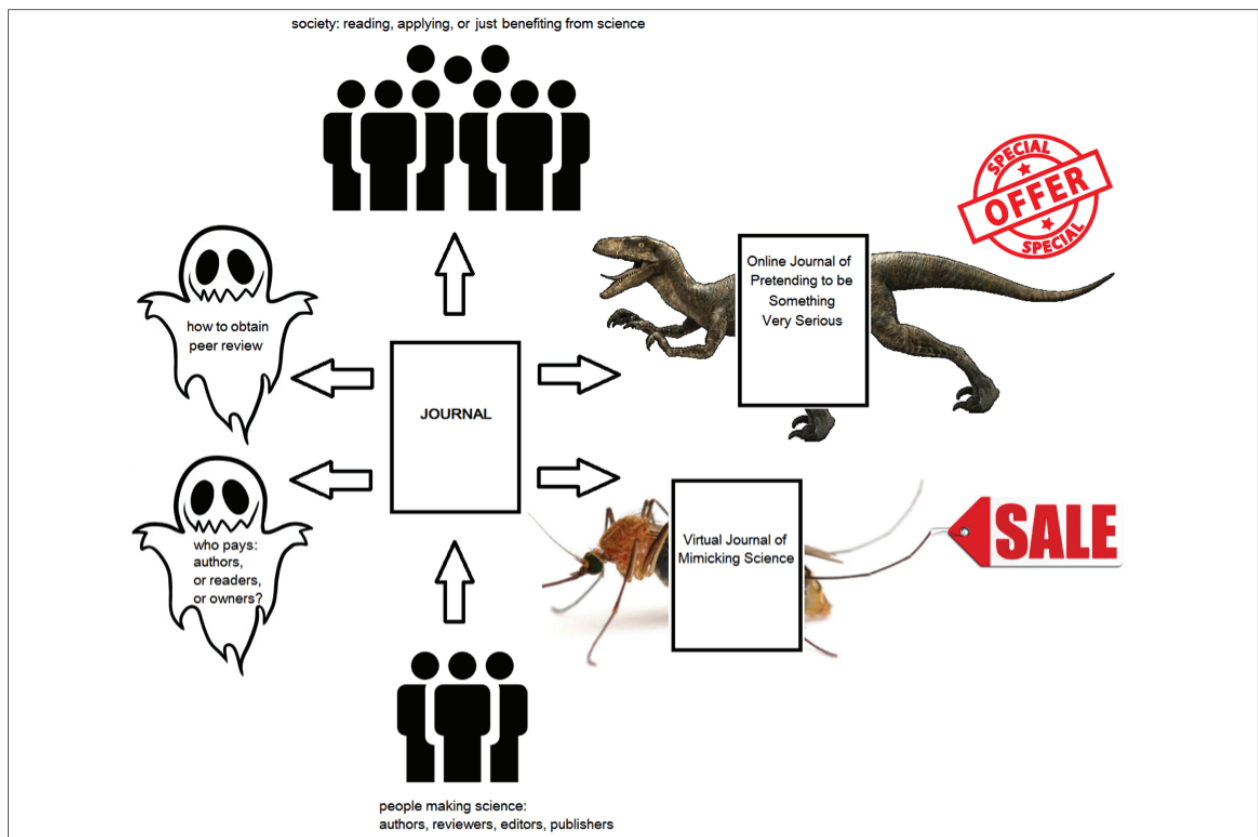 society: reading, applying, or just benefiting from science
SPECIAL
OFFER
SPECIAL
how to obtain
peer review
Online Journal of
Pretending to be
Something
Very Serious
JOURNAL
who pays:
authors,
or readers,
or owners?
Virtual Journal of
Mimicking Science
SALE
people making science:
authors, reviewers, editors, publishers